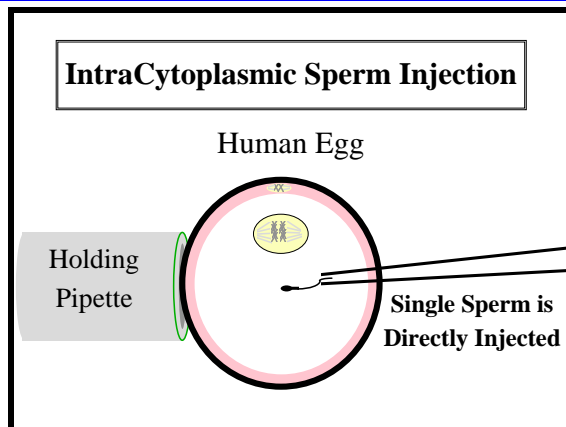 IntraCytoplasmic Sperm Injection
Human Egg
Holding
Pipette
Single Sperm is
Directly Injected